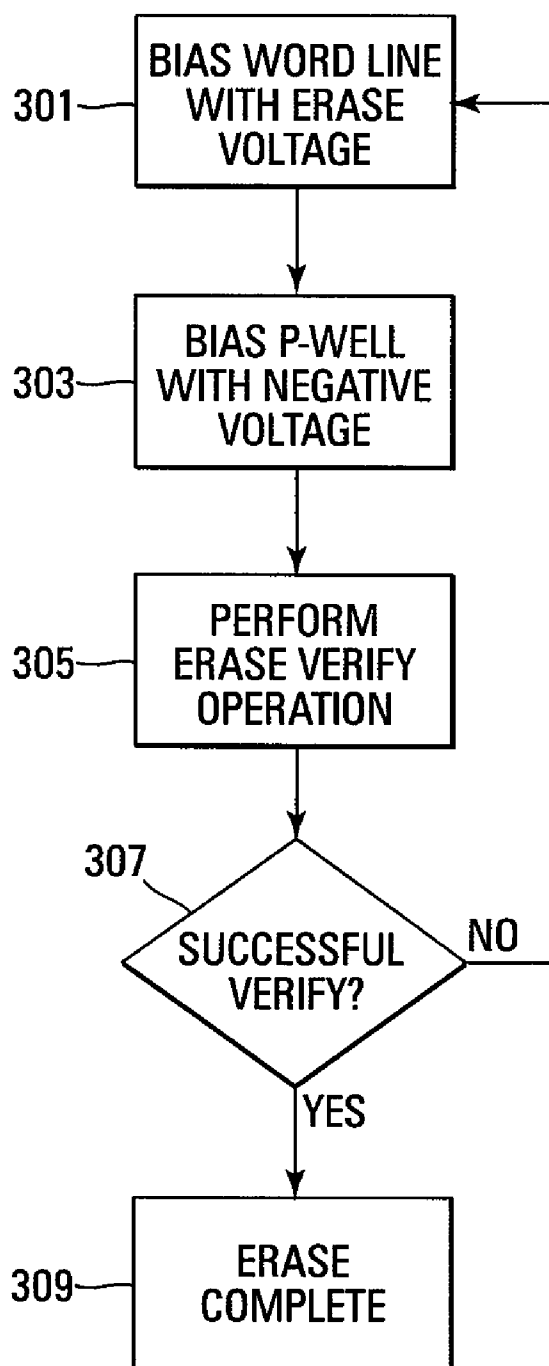 301
BIAS WORD LINE
WITH ERASE
VOLTAGE
303
BIAS P-WELL
WITH NEGATIVE
VOLTAGE
305
PERFORM
ERASE VERIFY
OPERATION
307
SUCCESSFUL
VERIFY?
NO
YES
309
ERASE
COMPLETE